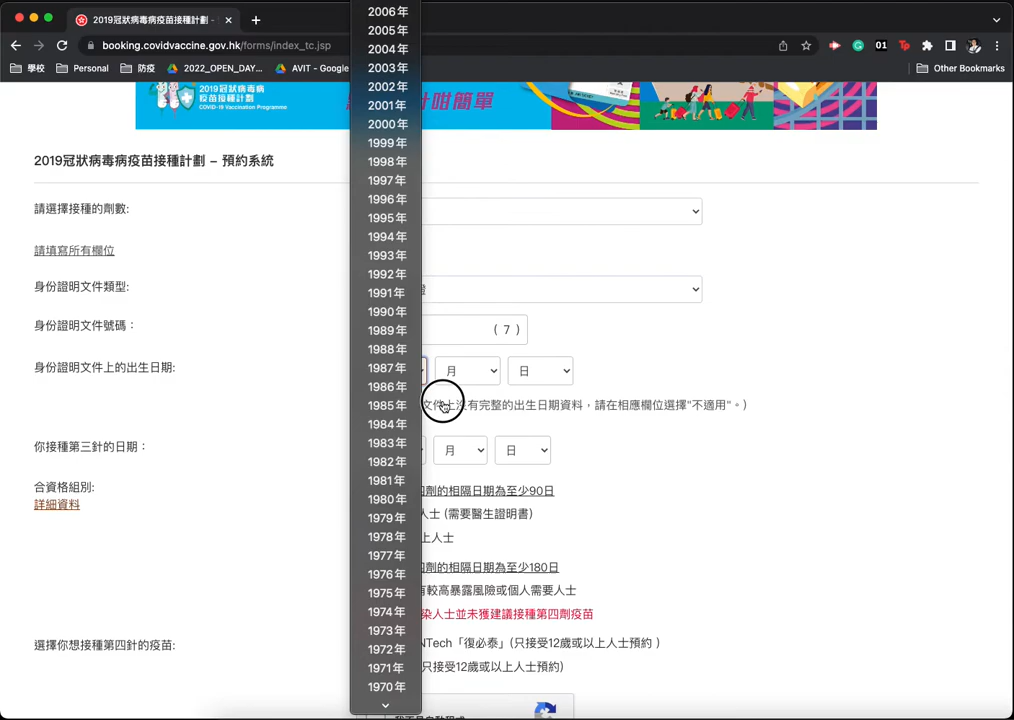 2019冠狀病毒病疫苗接種計劃 -
booking.covidvaccine.gov.hk/forms/index_tc.jsp
學校
Personal
防疫
2022_OPEN_DAY...
AVIT - Google
Other Bookmarks
01
2019冠狀病毒病
疫苗接種計劃
COVID-19 Vaccination Programme
計咁簡單
2019冠狀病毒病疫苗接種計劃 – 預約系統
請選擇接種的劑數:
請填寫所有欄位
身份證明文件類型:
證
身份證明文件號碼：
( 7 )
身份證明文件上的出生日期:
月
日
文件上沒有完整的出生日期資料，請在相應欄位選擇"不適用"。)
你接種第三針的日期：
月
日
合資格組別:
詳細資料
四劑的相隔日期為至少90日
人士 (需要醫生證明書)
上人士
四劑的相隔日期為至少180日
有較高暴露風險或個人需要人士
染人士並未獲建議接種第四劑疫苗
選擇你想接種第四針的疫苗:
NTech「復必泰」(只接受12歲或以上人士預約 )
只接受12歲或以上人士預約)
2006年
2005年
2004年
2003年
2002年
2001年
2000年
1999年
1998年
1997年
1996年
1995年
1994年
1993年
1992年
1991年
1990年
1989年
1988年
1987年
1986年
1985年
1984年
1983年
1982年
1981年
1980年
1979年
1978年
1977年
1976年
1975年
1974年
1973年
1972年
1971年
1970年